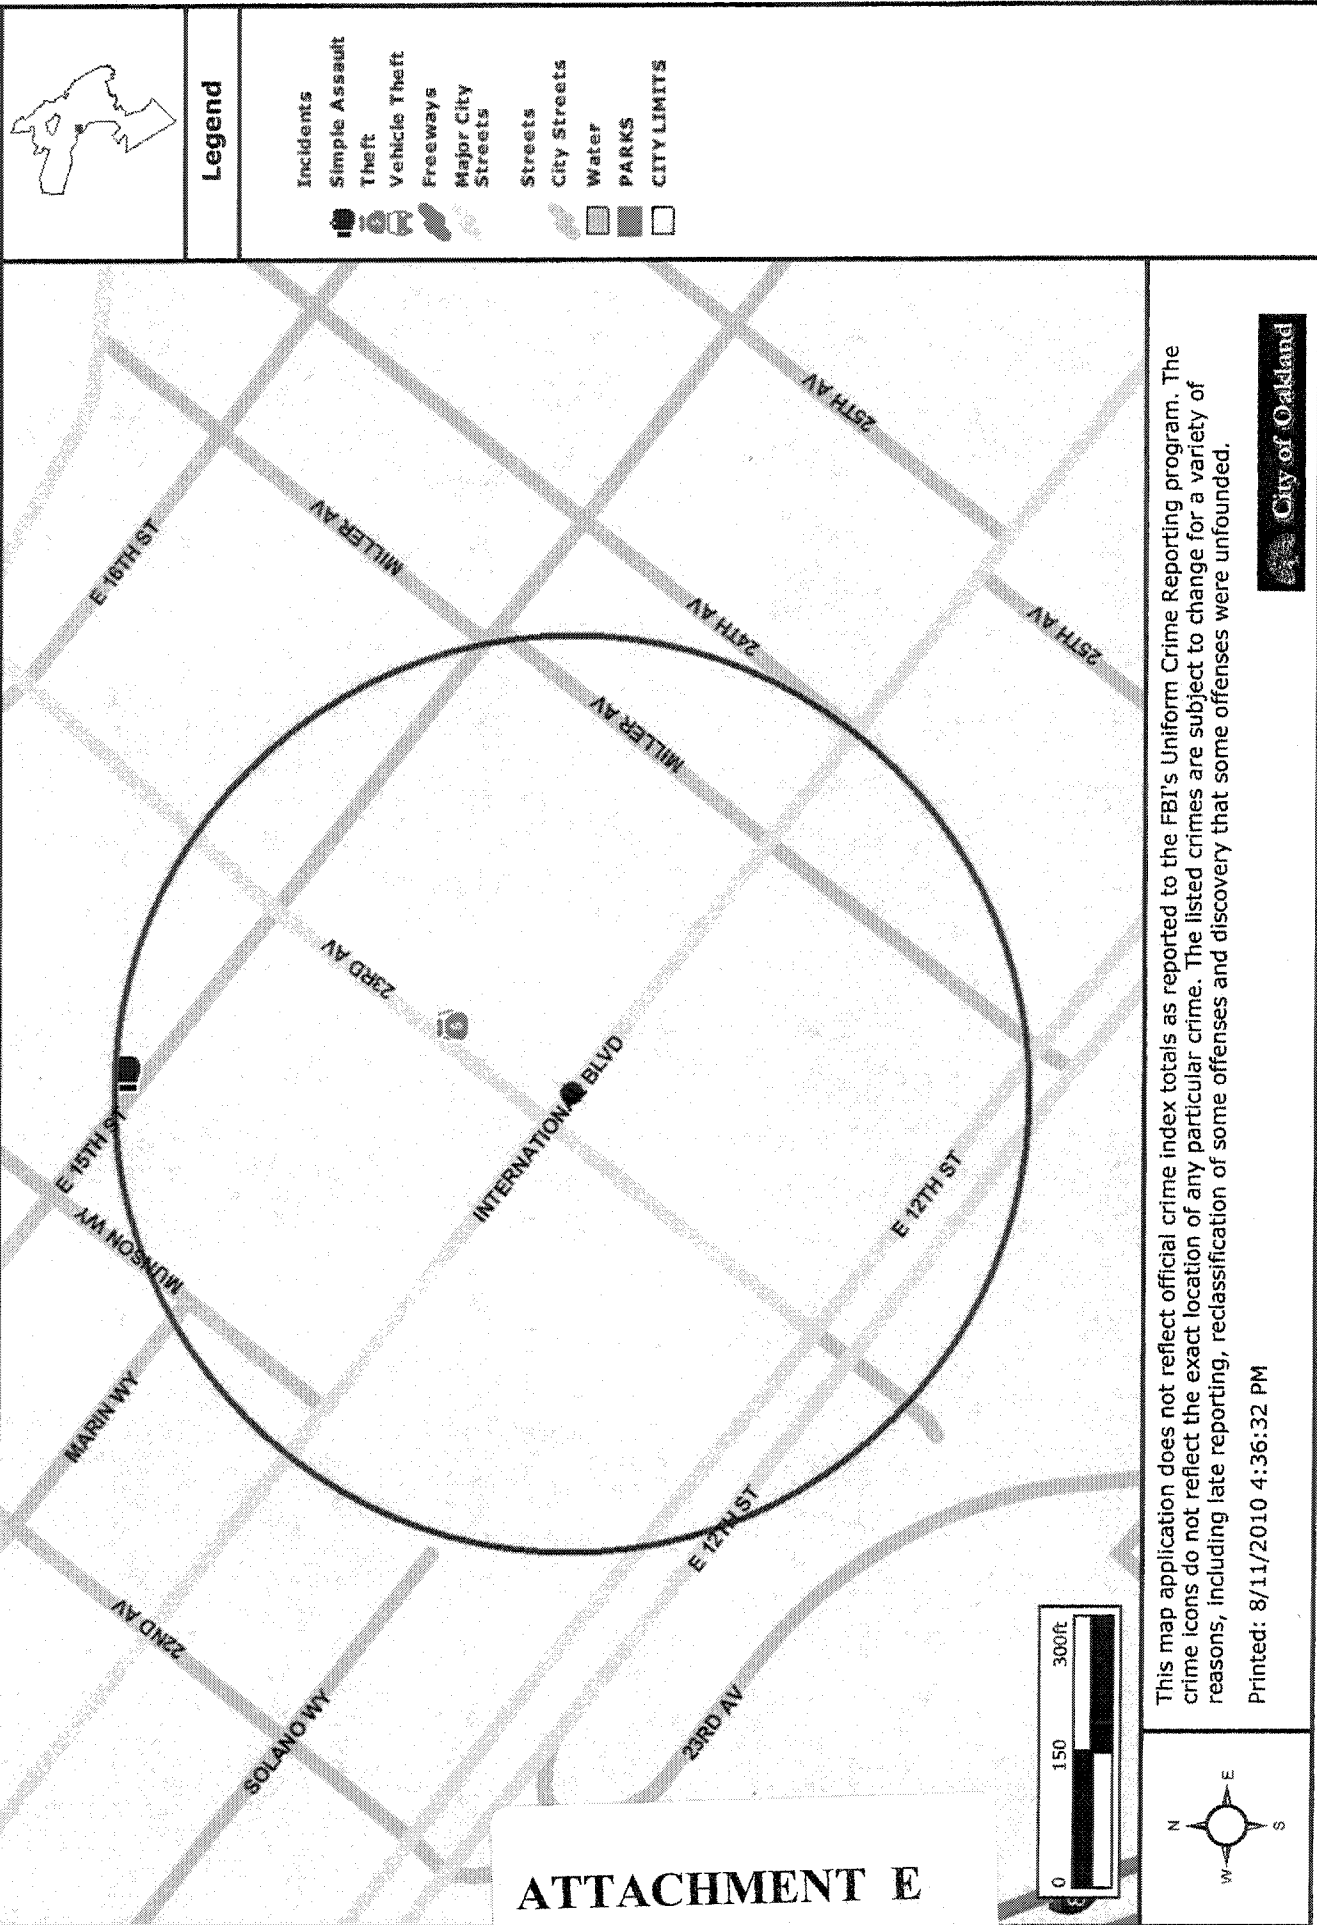 Legend
Incidents
Simple Assault
Theft
Vehicle Theft
Freeways
Major City
Streets
Streets
City Streets
Water
PARKS
CITY LIMITS
E 16TH ST
MILLER AV
25TH AV
24TH AV
25TH AV
MILLER AV
23RD AV
E 15TH ST
MUNSON WY
INTERNATIONAL BLVD
E 12TH ST
MARIN WY
E 12TH ST
22ND AV
SOLANO WY
23RD AV
0 150 300ft
ATTACHMENT E
This map application does not reflect official crime index totals as reported to the FBI's Uniform Crime Reporting program. The
crime icons do not reflect the exact location of any particular crime. The listed crimes are subject to change for a variety of
reasons, including late reporting, reclassification of some offenses and discovery that some offenses were unfounded.
Printed: 8/11/2010 4:36:32 PM
City of Oakland
N
W E
S